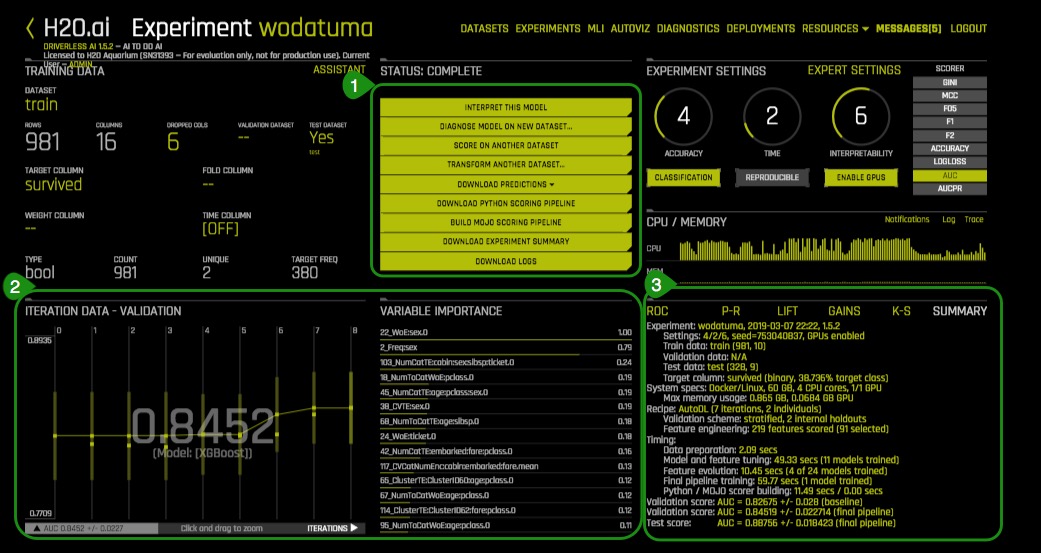 H2O.ai Experiment wodatuma
DATASETS EXPERIMENTS MLI AUTOVIZ DIAGNOSTICS DEPLOYMENTS RESOURCES MESSAGES[5] LOGOUT
DRIVERLESS AI 1.5.2 – AI TO DO AI
Licensed to H2O Aquarium (SN31393 – For evaluation only, not for production use). Current
User – ADMIN
TRAINING DATA
ASSISTANT
DATASET
train
ROWS COLUMNS DROPPED COLS VALIDATION DATASET TEST DATASET
981 16 6 -- Yes
test
TARGET COLUMN FOLD COLUMN
survived --
WEIGHT COLUMN TIME COLUMN
-- [OFF]
TYPE COUNT UNIQUE TARGET FREQ
bool 981 2 380
1
STATUS: COMPLETE
INTERPRET THIS MODEL
DIAGNOSE MODEL ON NEW DATASET...
SCORE ON ANOTHER DATASET
TRANSFORM ANOTHER DATASET...
DOWNLOAD PREDICTIONS
DOWNLOAD PYTHON SCORING PIPELINE
BUILD MOJO SCORING PIPELINE
DOWNLOAD EXPERIMENT SUMMARY
DOWNLOAD LOGS
EXPERIMENT SETTINGS
EXPERT SETTINGS
4 2 6
ACCURACY TIME INTERPRETABILITY
CLASSIFICATION REPRODUCIBLE ENABLE GPUS
SCORER
GINI
MCC
F05
F1
F2
ACCURACY
LOGLOSS
AUC
AUCPR
CPU / MEMORY
Notifications Log Trace
CPU
MEM
2
ITERATION DATA - VALIDATION
0 1 2 3 4 5 6 7 8
0.8935
0.8452
(Model: [XGBoost])
0.7709
AUC 0.8452 +/- 0.0227
Click and drag to zoom
ITERATIONS
VARIABLE IMPORTANCE
22_WoE:sex.0 1.00
2_Freq:sex 0.79
103_NumCatTE:cabin:sex:sibsp:ticket.0 0.24
18_NumToCatWoE:pclass.0 0.19
45_NumCatTE:age:pclass:sex.0 0.19
38_CVTE:sex.0 0.19
58_NumToCatTE:age:sibsp.0 0.18
24_WoE:ticket.0 0.18
42_NumCatTE:embarked:fare:pclass.0 0.16
117_CVCatNumEnc:cabin:embarked:fare.mean 0.13
65_ClusterTE:ClusterID60:age:pclass.0 0.12
67_NumToCatWoE:age:pclass.0 0.12
114_ClusterTE:ClusterID62:fare:pclass.0 0.12
95_NumToCatWoE:age:pclass.0 0.11
3
ROC P-R LIFT GAINS K-S SUMMARY
Experiment: wodatuma, 2019-03-07 22:22, 1.5.2
Settings: 4/2/6, seed=753040837, GPUs enabled
Train data: train (981, 10)
Validation data: N/A
Test data: test (328, 9)
Target column: survived (binary, 38.736% target class)
System specs: Docker/Linux, 60 GB, 4 CPU cores, 1/1 GPU
Max memory usage: 0.865 GB, 0.0684 GB GPU
Recipe: AutoDL (7 iterations, 2 individuals)
Validation scheme: stratified, 2 internal holdouts
Feature engineering: 219 features scored (91 selected)
Timing:
Data preparation: 2.09 secs
Model and feature tuning: 49.33 secs (11 models trained)
Feature evolution: 10.45 secs (4 of 24 models trained)
Final pipeline training: 59.77 secs (1 model trained)
Python / MOJO scorer building: 11.49 secs / 0.00 secs
Validation score: AUC = 0.82675 +/- 0.028 (baseline)
Validation score: AUC = 0.84519 +/- 0.022714 (final pipeline)
Test score: AUC = 0.88756 +/- 0.018423 (final pipeline)